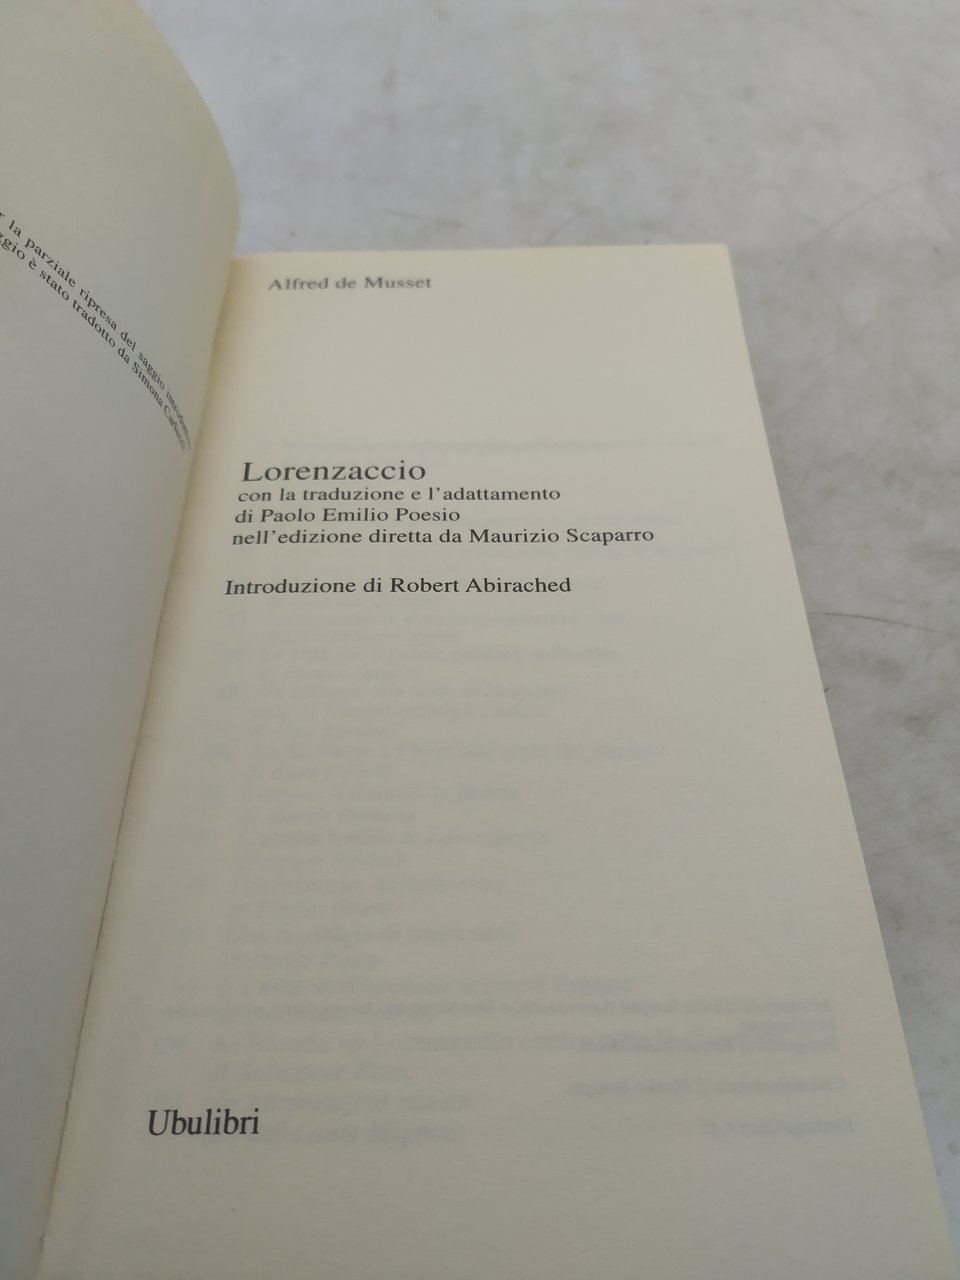 la parziale ripresa del saggio
è stato tradotto da Simona
Alfred de Musset
Lorenzaccio
con la traduzione e l'adattamento
di Paolo Emilio Poesio
nell'edizione diretta da Maurizio Scaparro
Introduzione di Robert Abirached
Ubulibri